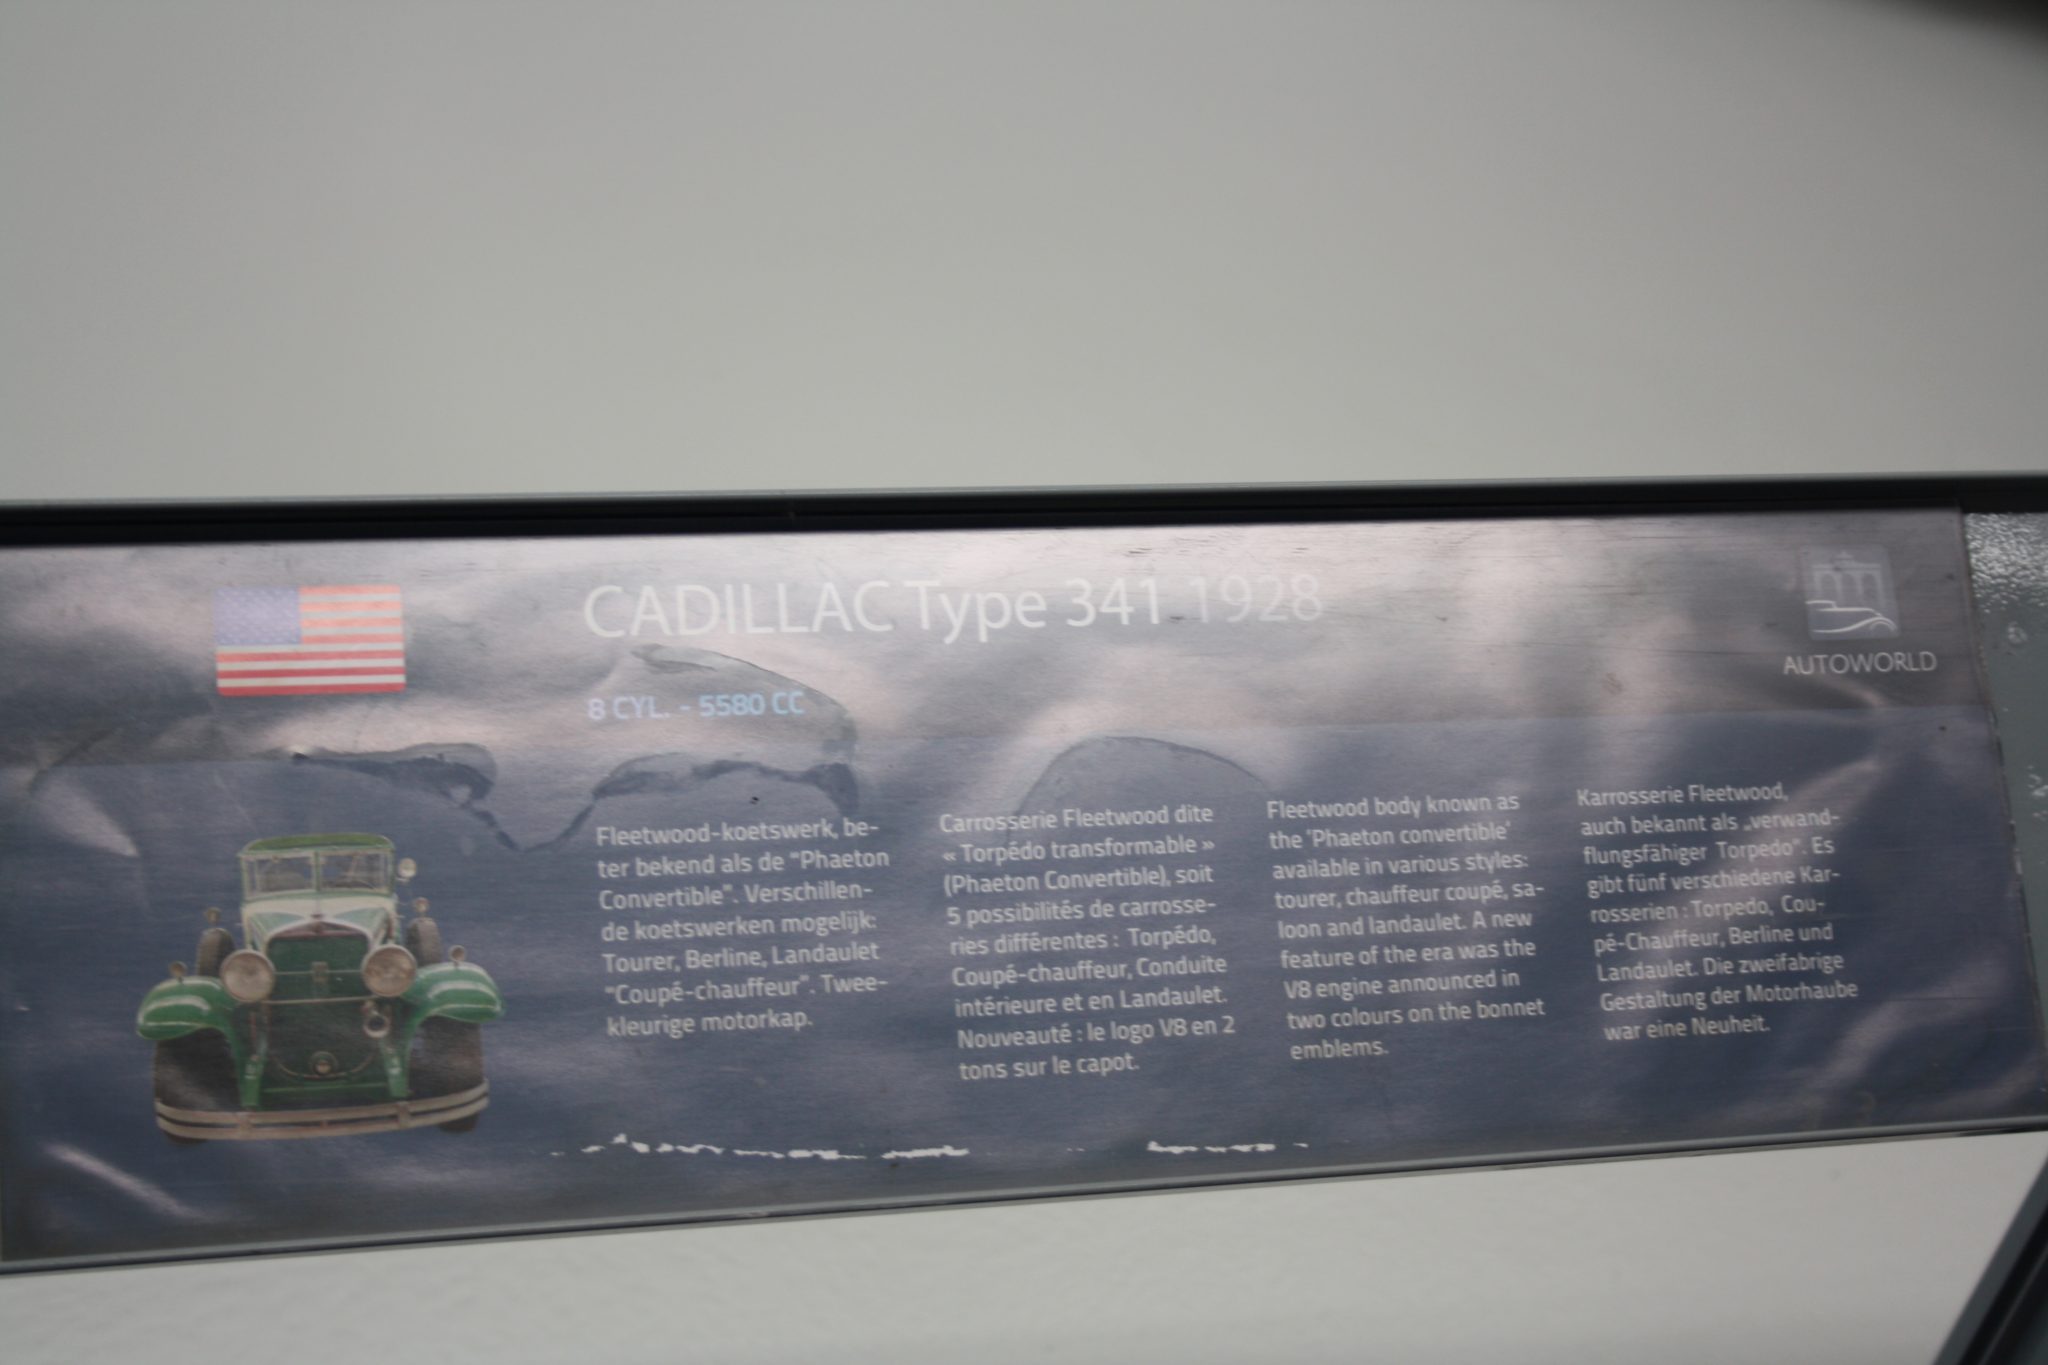 CADILLAC Type 341 1928
AUTOWORLD
8 CYL. - 5580 CC
Fleetwood-koetswerk, be-
ter bekend als de "Phaeton
Convertible". Verschillen-
de koetswerken mogelijk:
Tourer, Berline, Landaulet
"Coupé-chauffeur". Twee-
kleurige motorkap.
Carrosserie Fleetwood dite
« Torpédo transformable »
(Phaeton Convertible), soit
5 possibilités de carrosse-
ries différentes : Torpédo,
Coupé-chauffeur, Conduite
intérieure et en Landaulet.
Nouveauté : le logo V8 en 2
tons sur le capot.
Fleetwood body known as
the 'Phaeton convertible'
available in various styles:
tourer, chauffeur coupé, sa-
loon and landaulet. A new
feature of the era was the
V8 engine announced in
two colours on the bonnet
emblems.
Karrosserie Fleetwood,
auch bekannt als „verwand-
flungsfähiger Torpedo". Es
gibt fünf verschiedene Kar-
rosserien : Torpedo, Cou-
pé-Chauffeur, Berline und
Landaulet. Die zweifabrige
Gestaltung der Motorhaube
war eine Neuheit.